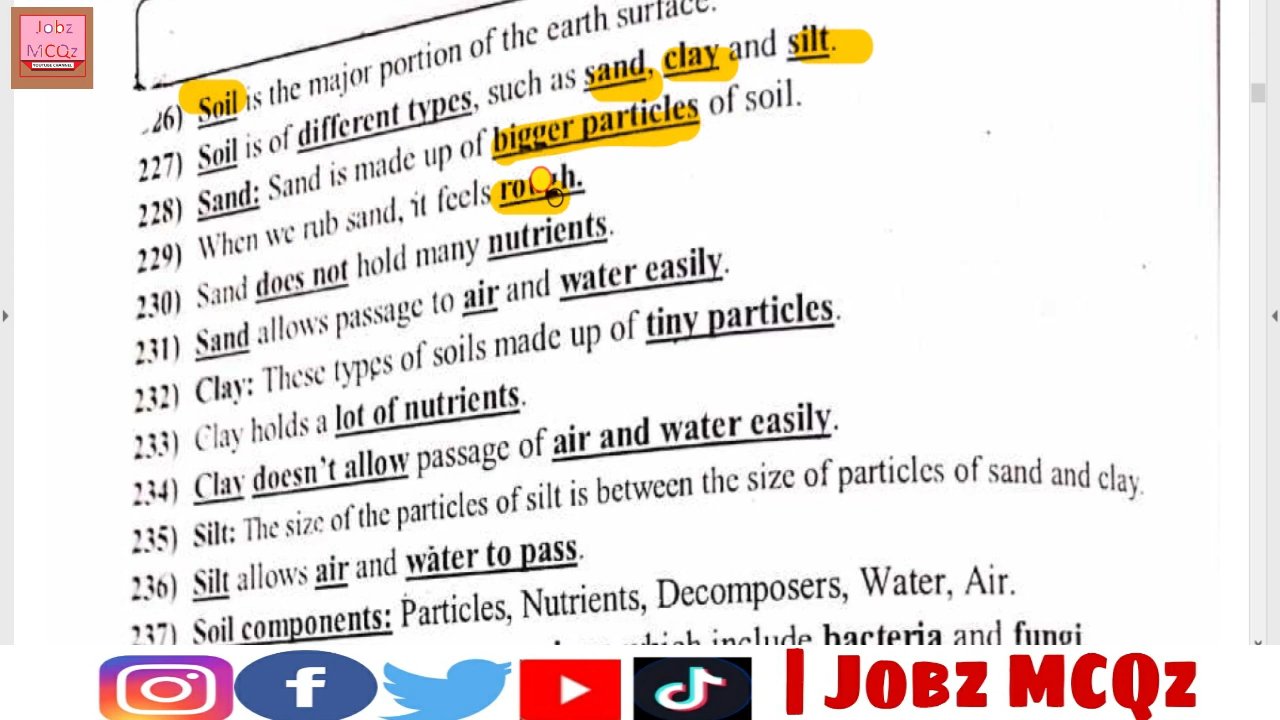 Jobz
MCQz
YOUTUBE CHANNEL
26) Soil is the major portion of the earth surface.
227) Soil is of different types, such as sand, clay and silt.
228) Sand: Sand is made up of bigger particles of soil.
229) When we rub sand, it feels rough.
230) Sand does not hold many nutrients.
231) Sand allows passage to air and water easily.
232) Clay: These types of soils made up of tiny particles.
233) Clay holds a lot of nutrients.
234) Clay doesn't allow passage of air and water easily.
235) Silt: The size of the particles of silt is between the size of particles of sand and clay.
236) Silt allows air and water to pass.
237) Soil components: Particles, Nutrients, Decomposers, Water, Air.
which include bacteria and fungi
| Jobz MCQz